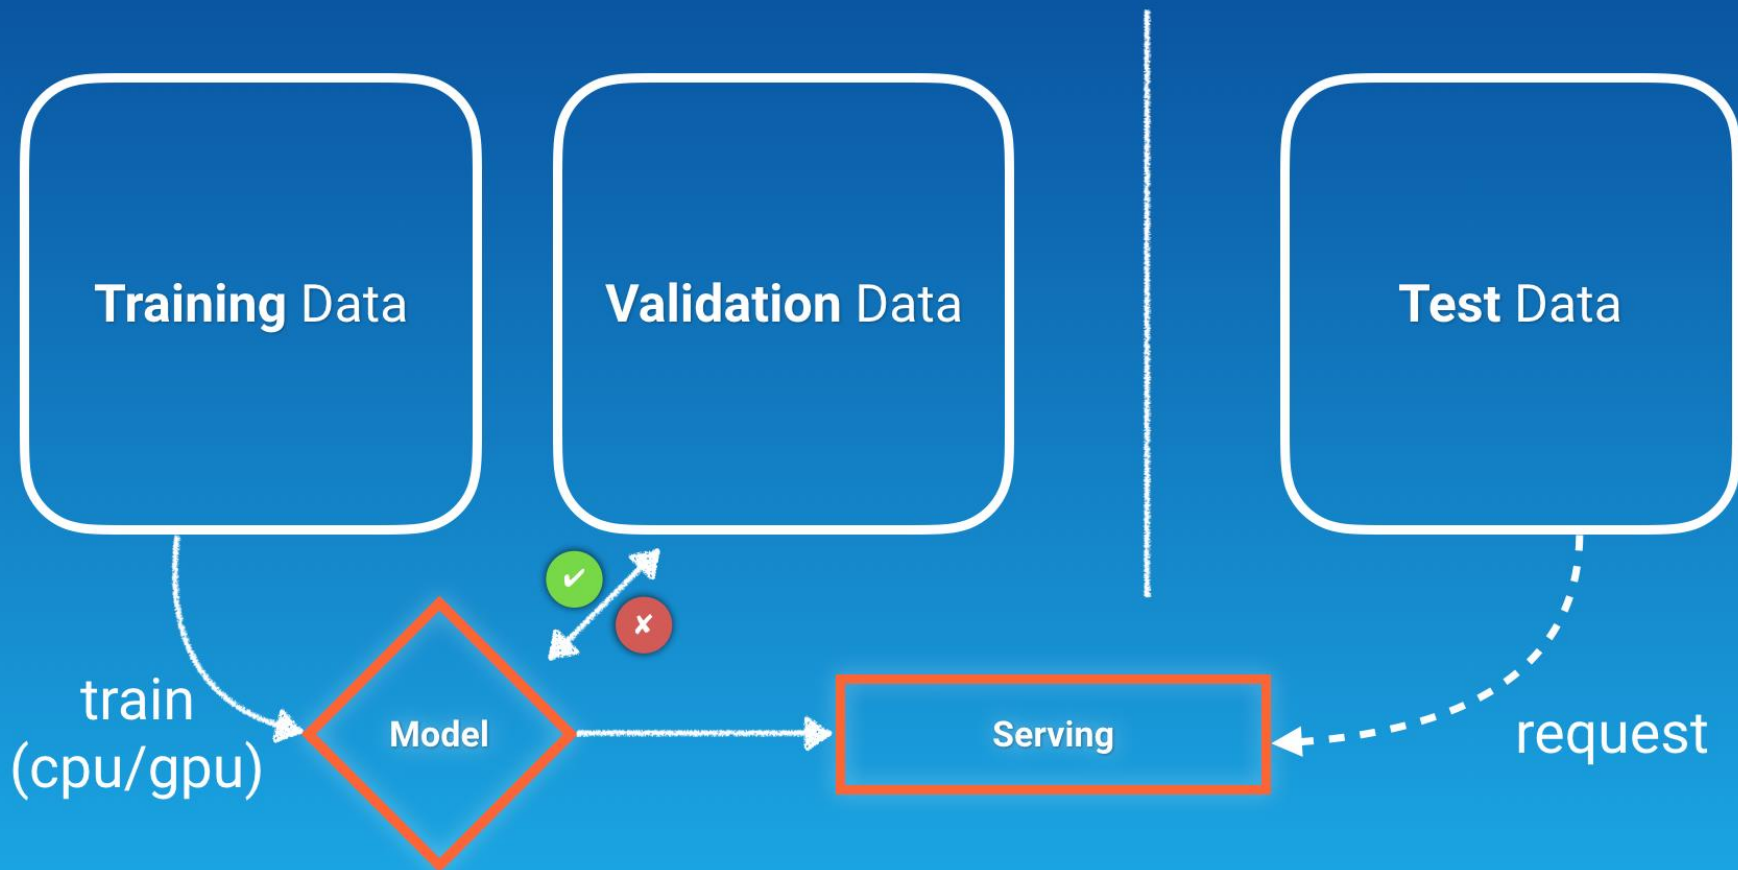 Training Data
Validation Data
Test Data
train
(cpu/gpu)
Model
Serving
request